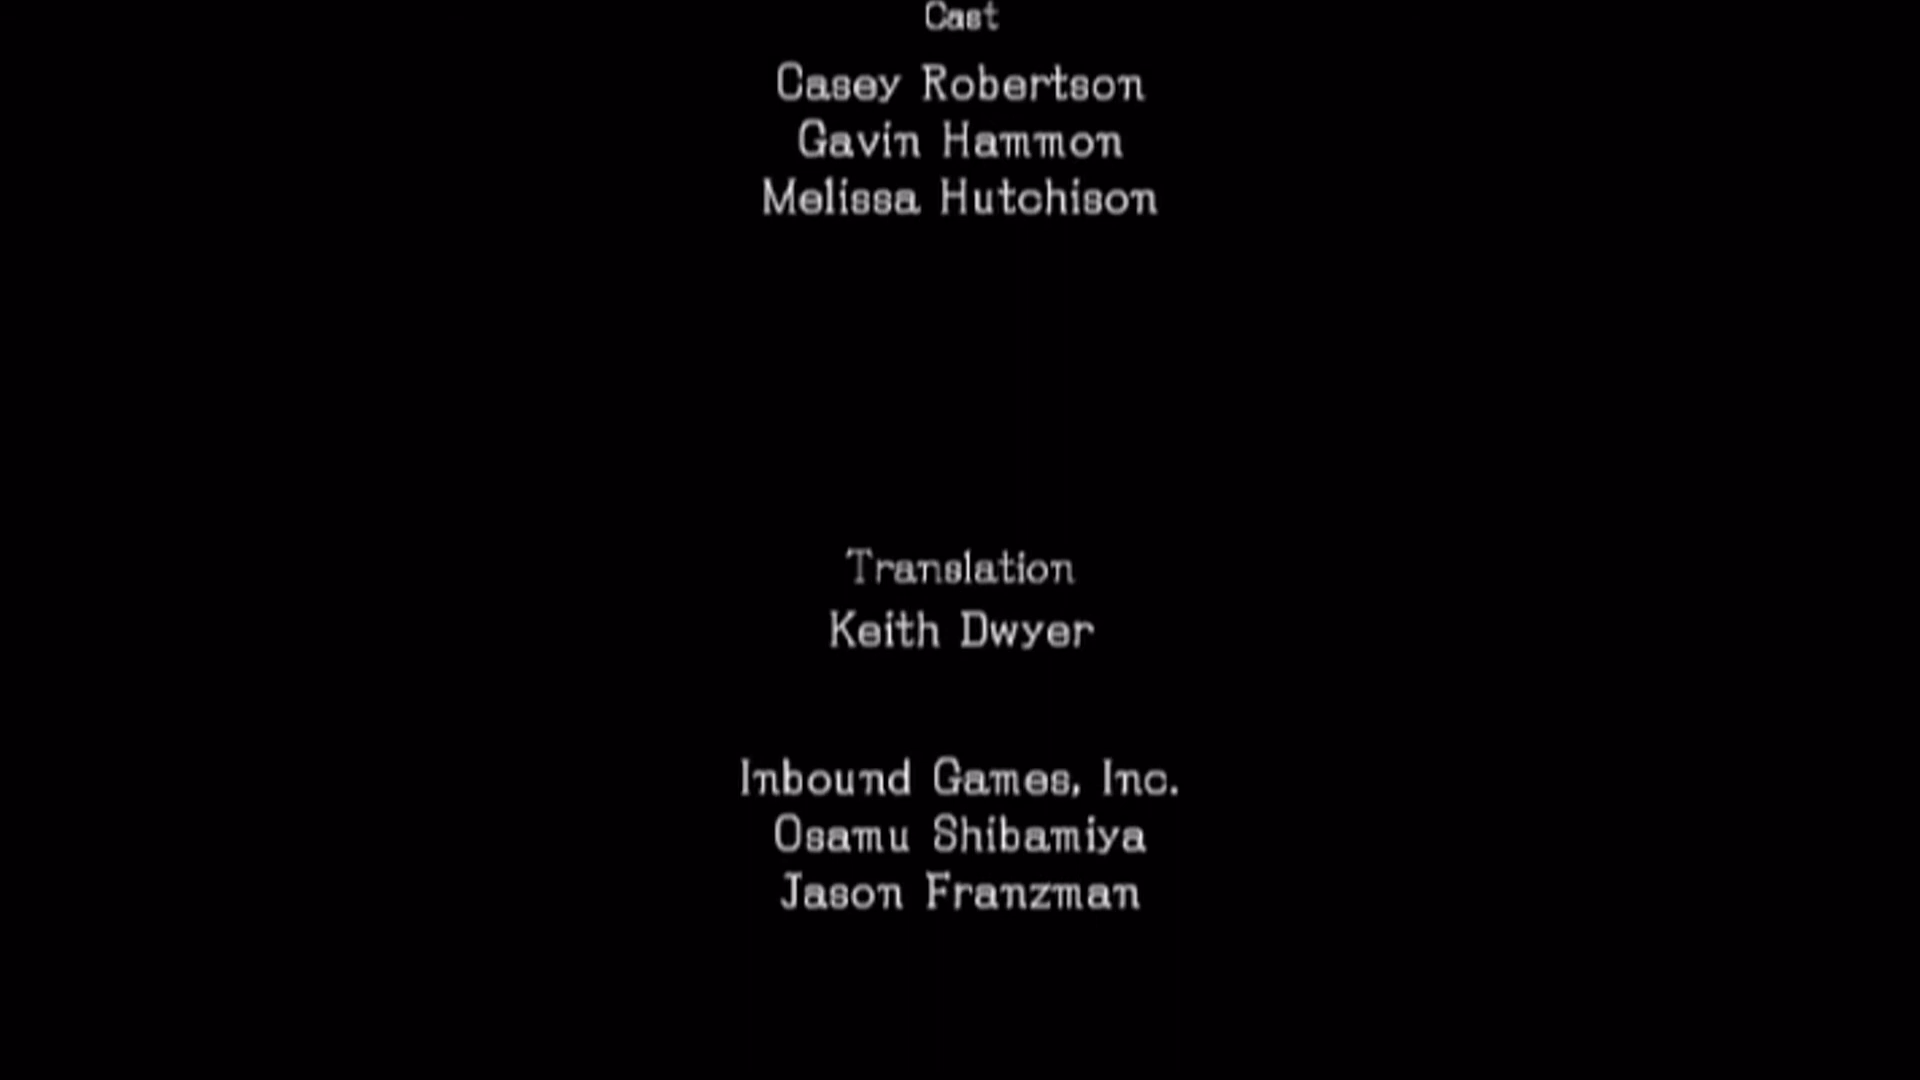 Cast
Casey Robertson
Gavin Hammon
Melissa Hutchison
Translation
Keith Dwyer
Inbound Games, Inc.
Osamu Shibamiya
Jason Franzman